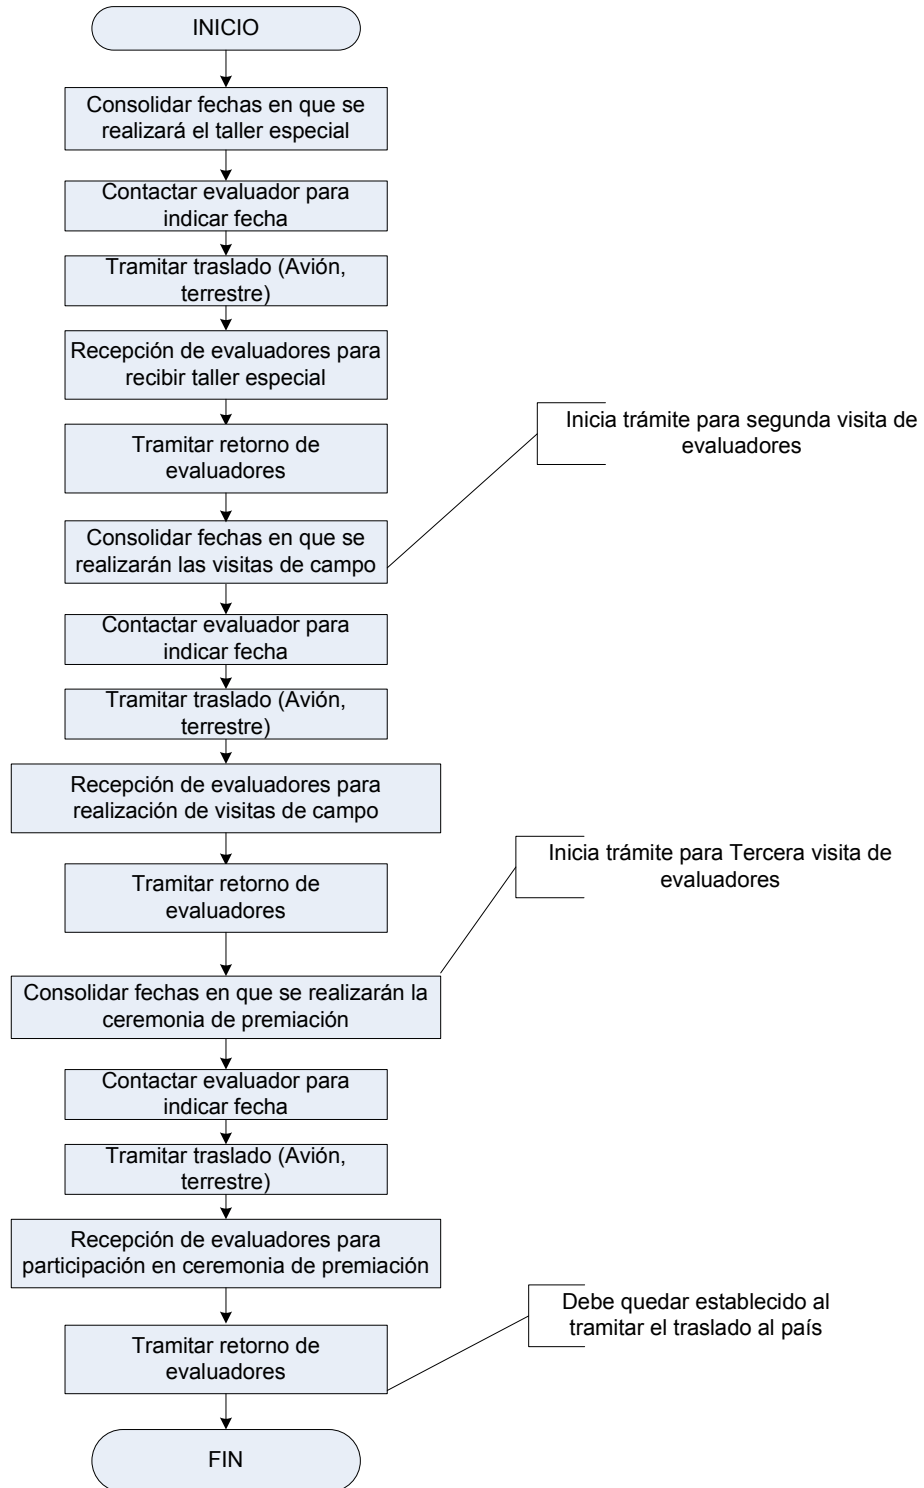 INICIO
Consolidar fechas en que se
realizará el taller especial
Contactar evaluador para
indicar fecha
Tramitar traslado (Avión,
terrestre)
Recepción de evaluadores para
recibir taller especial
Tramitar retorno de
evaluadores
Inicia trámite para segunda visita de
evaluadores
Consolidar fechas en que se
realizarán las visitas de campo
Contactar evaluador para
indicar fecha
Tramitar traslado (Avión,
terrestre)
Recepción de evaluadores para
realización de visitas de campo
Tramitar retorno de
evaluadores
Inicia trámite para Tercera visita de
evaluadores
Consolidar fechas en que se realizarán la
ceremonia de premiación
Contactar evaluador para
indicar fecha
Tramitar traslado (Avión,
terrestre)
Recepción de evaluadores para
participación en ceremonia de premiación
Debe quedar establecido al
tramitar el traslado al país
Tramitar retorno de
evaluadores
FIN